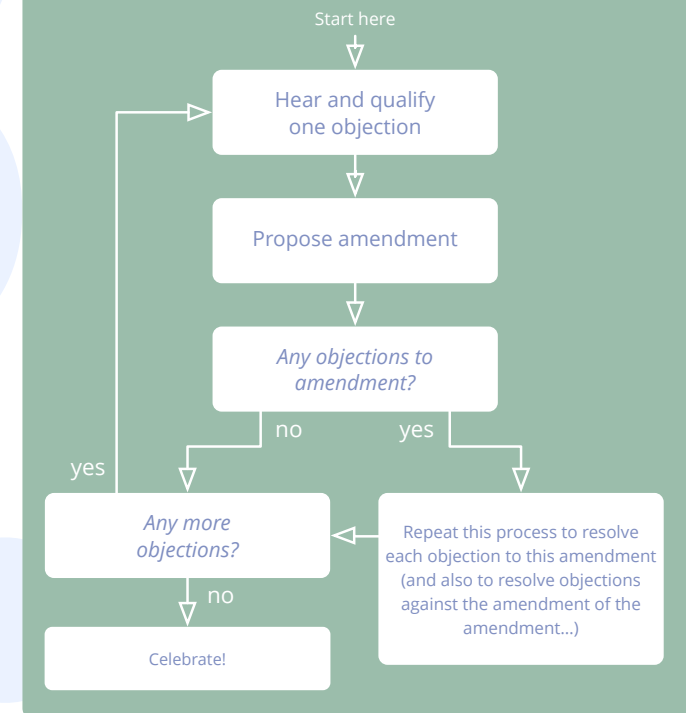 Start here
Hear and qualify
one objection
Propose amendment
Any objections to
amendment?
no
yes
yes
Any more
objections?
Repeat this process to resolve
each objection to this amendment
(and also to resolve objections
against the amendment of the
amendment…)
no
Celebrate!